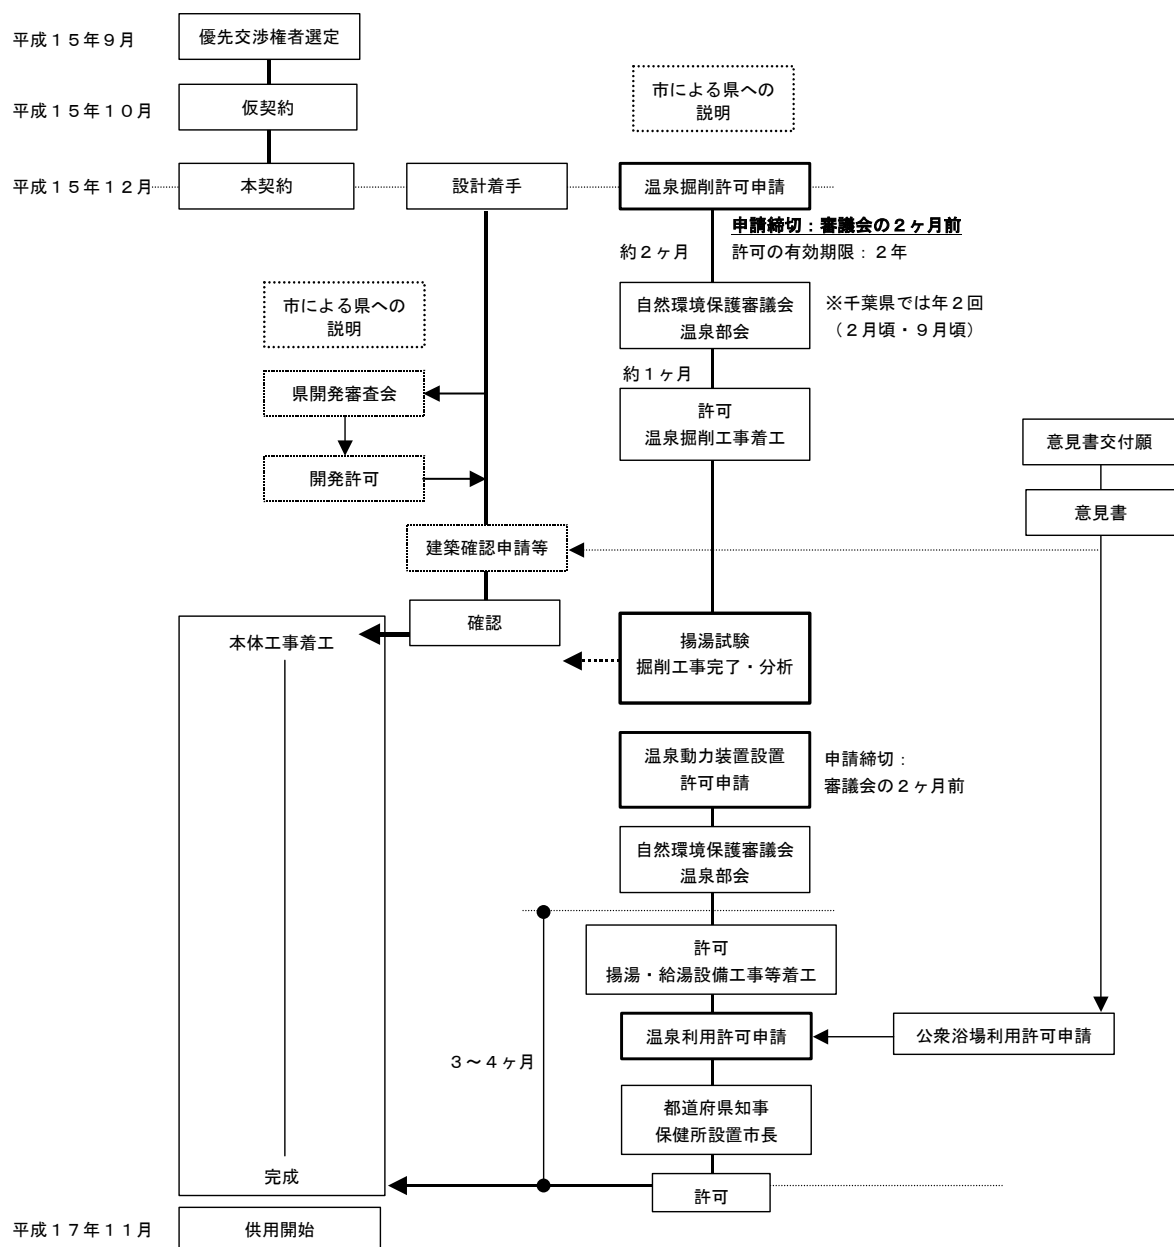 平成１５年９月
優先交渉権者選定
市による県への
説明
平成１５年１０月
仮契約
平成１５年１２月
本契約
設計着手
温泉掘削許可申請
申請締切：審議会の２ヶ月前
約２ヶ月
許可の有効期限：２年
市による県への
説明
自然環境保護審議会
温泉部会
※千葉県では年２回
（２月頃・９月頃）
約１ヶ月
県開発審査会
許可
温泉掘削工事着工
意見書交付願
開発許可
意見書
建築確認申請等
確認
本体工事着工
揚湯試験
掘削工事完了・分析
温泉動力装置設置
許可申請
申請締切：
審議会の２ヶ月前
自然環境保護審議会
温泉部会
許可
揚湯・給湯設備工事等着工
温泉利用許可申請
公衆浴場利用許可申請
３～４ヶ月
都道府県知事
保健所設置市長
完成
許可
平成１７年１１月
供用開始